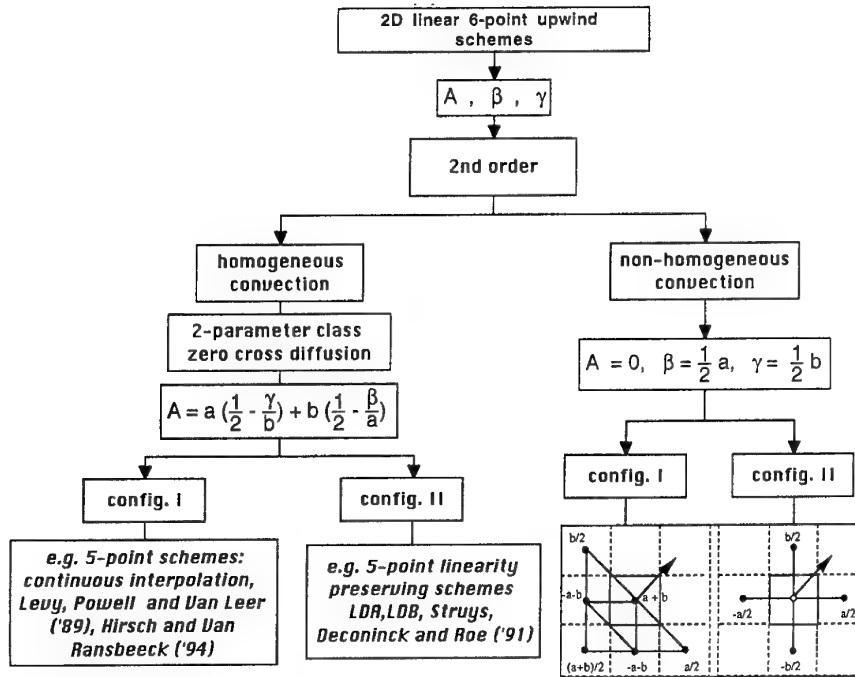 2D linear 6-point upwind
schemes
A , β , γ
2nd order
homogeneous
convection
non-homogeneous
convection
2-parameter class
zero cross diffusion
A = 0, β = 1/2 a, γ = 1/2 b
A = a (1/2 - γ/b) + b (1/2 - β/a)
config. I
config. II
config. I
config. II
e.g. 5-point schemes:
continuous interpolation,
Levy, Powell and Van Leer
('89), Hirsch and Van
Ransbeeck ('94)
e.g. 5-point linearity
preserving schemes
LDA,LDB, Struys,
Deconinck and Roe ('91)
b/2
-a-b
a + b
(a+b)/2
-a-b
a/2
b/2
-a/2
a/2
-b/2